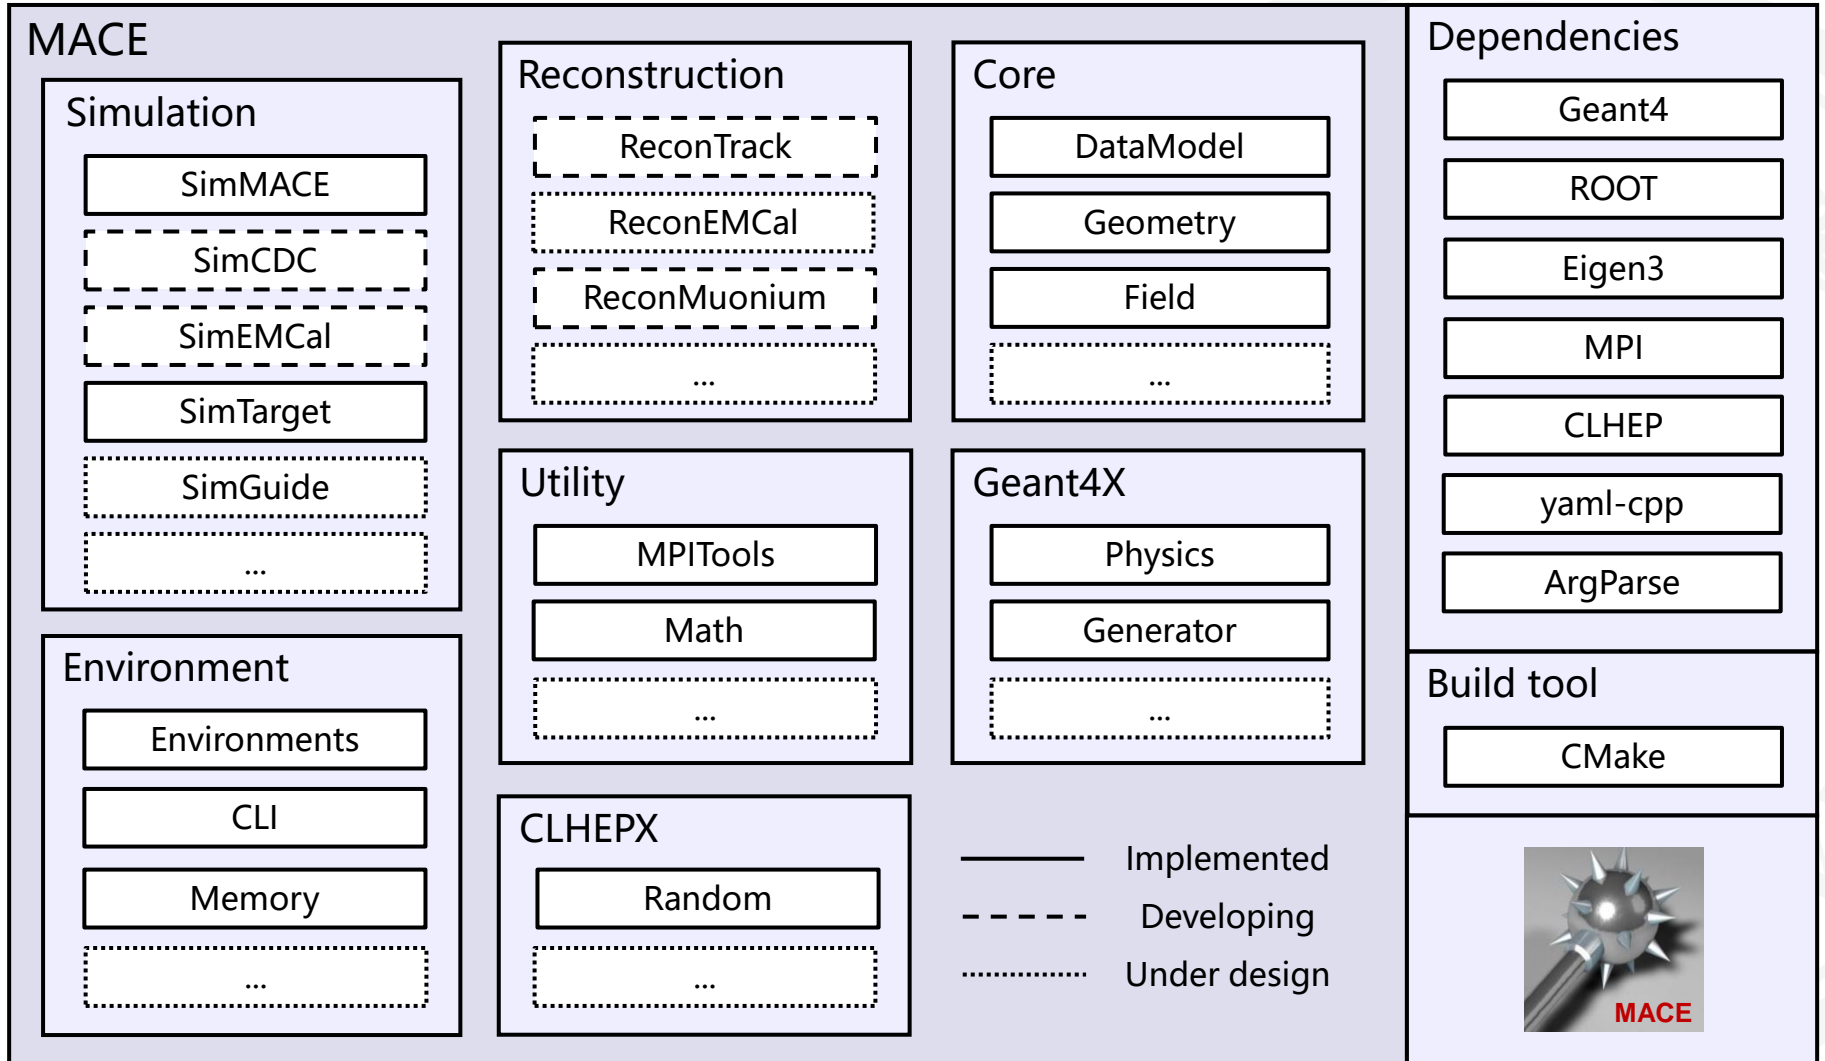 MACE
Simulation
SimMACE
SimCDC
SimEMCal
SimTarget
SimGuide
...
Environment
Environments
CLI
Memory
...
Reconstruction
ReconTrack
ReconEMCal
ReconMuonium
...
Utility
MPITools
Math
...
CLHEPX
Random
...
Core
DataModel
Geometry
Field
...
Geant4X
Physics
Generator
...
Implemented
Developing
Under design
Dependencies
Geant4
ROOT
Eigen3
MPI
CLHEP
yaml-cpp
ArgParse
Build tool
CMake
MACE